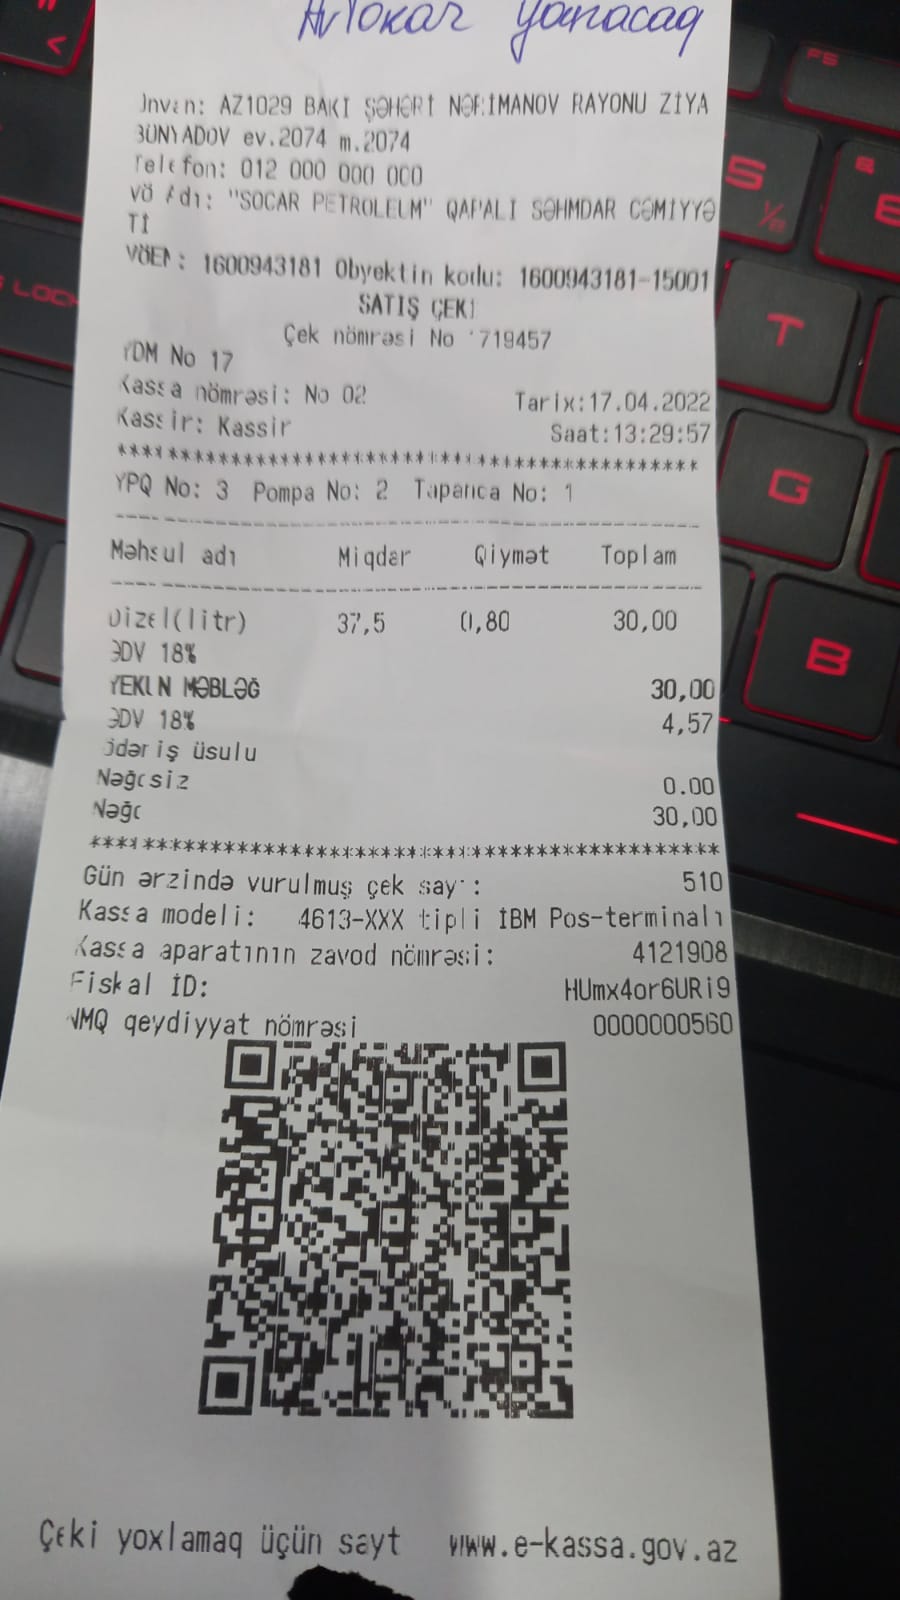 Avtokar yanacaq
Ünvan: AZ1029 BAKI ŞƏHƏRİ NƏRİMANOV RAYONU ZİYA
BÜNYADOV ev.2074 m.2074
Telefon: 012 000 000 000
VÖ Adı: "SOCAR PETROLEUM" QAPALI SƏHMDAR CƏMİYYƏ
Tİ
VÖEN: 1600943181 Obyektin kodu: 1600943181-15001
SATIŞ ÇEKİ
Çek nömrəsi No 719457
YDM No 17
Kassa nömrəsi: No 02 Tarix:17.04.2022
Kassir: Kassir Saat:13:29:57
YPQ No: 3 Pompa No: 2 Tapanca No: 1
Məhsul adı Miqdar Qiymət Toplam
Dizel(litr) 37,5 0,80 30,00
ƏDV 18%
YEKUN MƏBLƏĞ 30,00
ƏDV 18% 4,57
Ödəniş üsulu
Nəğdsiz 0.00
Nəğd 30,00
Gün ərzində vurulmuş çek sayı: 510
Kassa modeli: 4613-XXX tipli İBM Pos-terminalı
Kassa aparatının zavod nömrəsi: 4121908
Fiskal İD: HUmx4or6URi9
NMQ qeydiyyat nömrəsi 0000000560
Çeki yoxlamaq üçün sayt www.e-kassa.gov.az
F5
S
T
G
B
LOCK